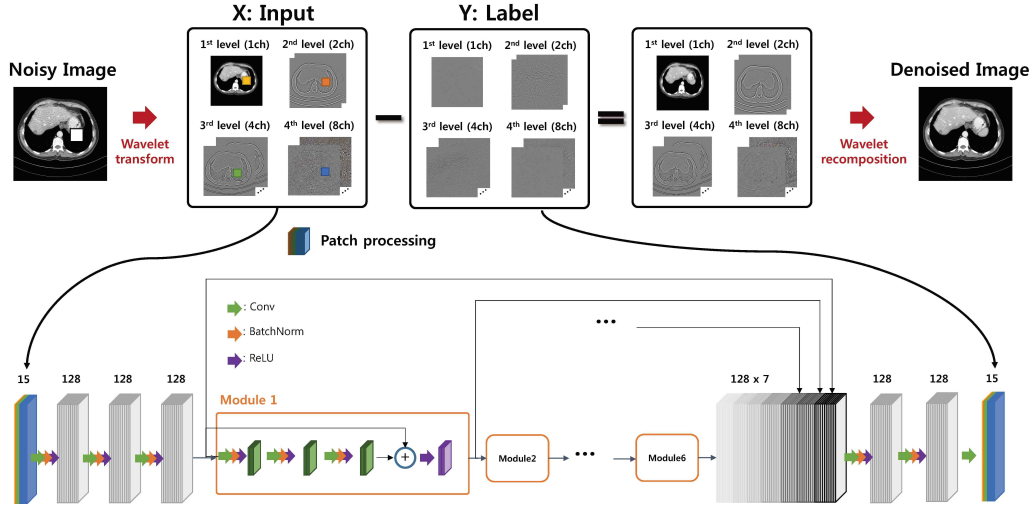 X: Input
Y: Label
Noisy Image
1st level (1ch)
2nd level (2ch)
3rd level (4ch)
4th level (8ch)
Wavelet
transform
1st level (1ch)
2nd level (2ch)
3rd level (4ch)
4th level (8ch)
1st level (1ch)
2nd level (2ch)
3rd level (4ch)
4th level (8ch)
Denoised Image
Wavelet
recomposition
Patch processing
: Conv
: BatchNorm
: ReLU
...
15
128
128
128
Module 1
+
Module2
...
Module6
128 x 7
128
128
15